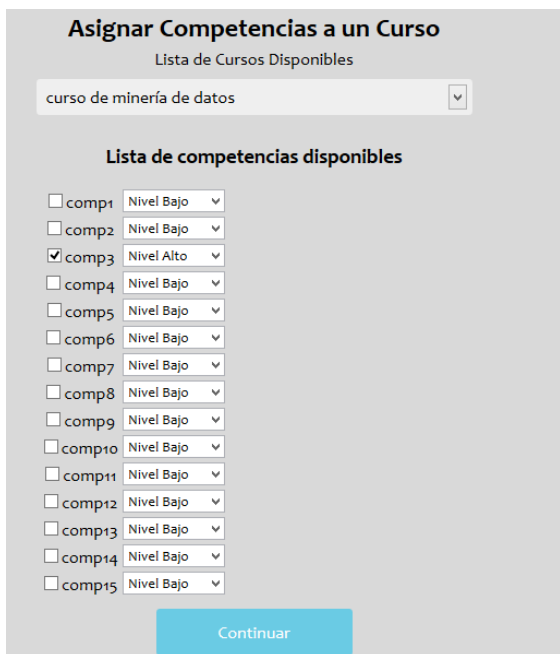 Asignar Competencias a un Curso
Lista de Cursos Disponibles
curso de minería de datos
Lista de competencias disponibles
comp1 Nivel Bajo
comp2 Nivel Bajo
comp3 Nivel Alto
comp4 Nivel Bajo
comp5 Nivel Bajo
comp6 Nivel Bajo
comp7 Nivel Bajo
comp8 Nivel Bajo
comp9 Nivel Bajo
comp10 Nivel Bajo
comp11 Nivel Bajo
comp12 Nivel Bajo
comp13 Nivel Bajo
comp14 Nivel Bajo
comp15 Nivel Bajo
Continuar